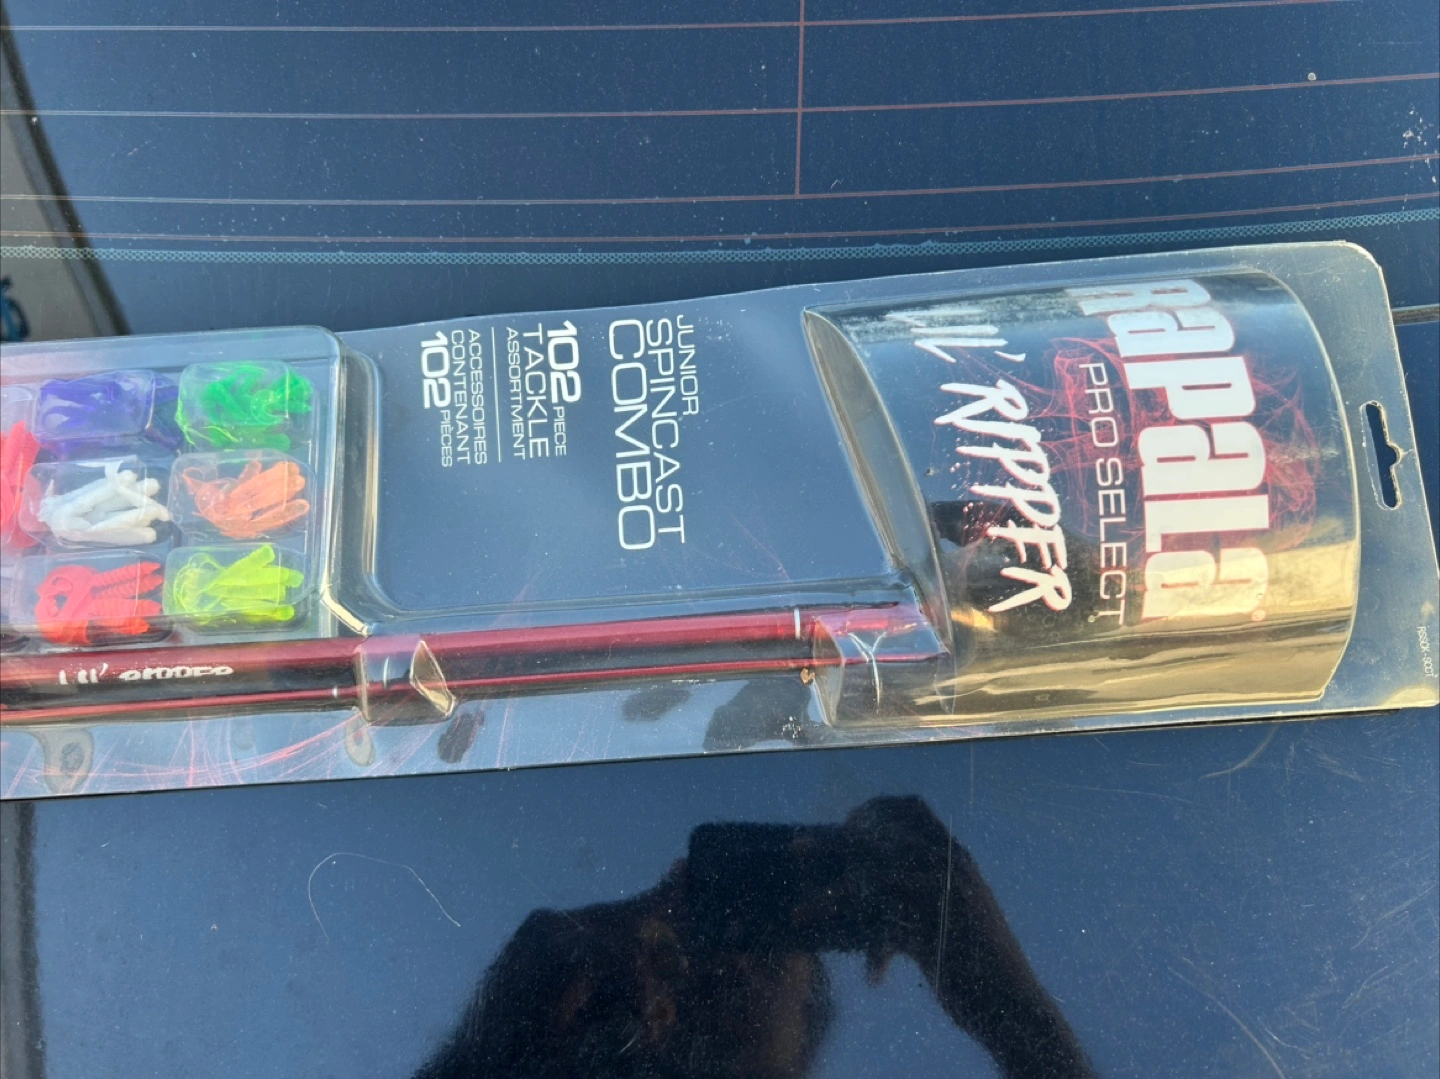 RAPALA
PRO SELECT
LIL' RIPPER
JUNIOR
SPINCAST
COMBO
102 PIECE
TACKLE
ASSORTMENT
ACCESSOIRES
CONTENANT
102 PIÈCES